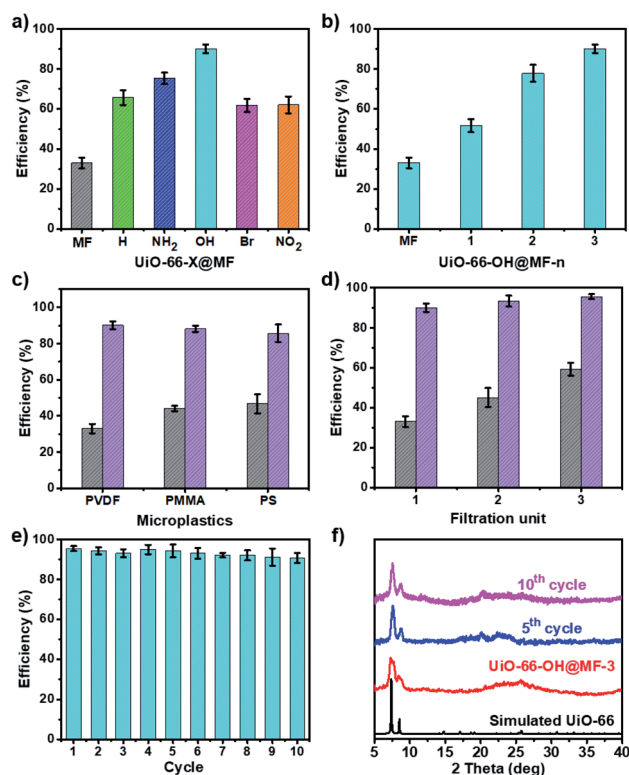 a)
Efficiency (%)
100
80
60
40
20
0
MF H NH₂ OH Br NO₂
UiO-66-X@MF
b)
Efficiency (%)
100
80
60
40
20
0
MF 1 2 3
UiO-66-OH@MF-n
c)
Efficiency (%)
100
80
60
40
20
0
PVDF PMMA PS
Microplastics
d)
Efficiency (%)
100
80
60
40
20
0
1 2 3
Filtration unit
e)
Efficiency (%)
100
80
60
40
20
0
1 2 3 4 5 6 7 8 9 10
Cycle
f)
10th cycle
5th cycle
UiO-66-OH@MF-3
Simulated UiO-66
5 10 15 20 25 30 35 40
2 Theta (deg)